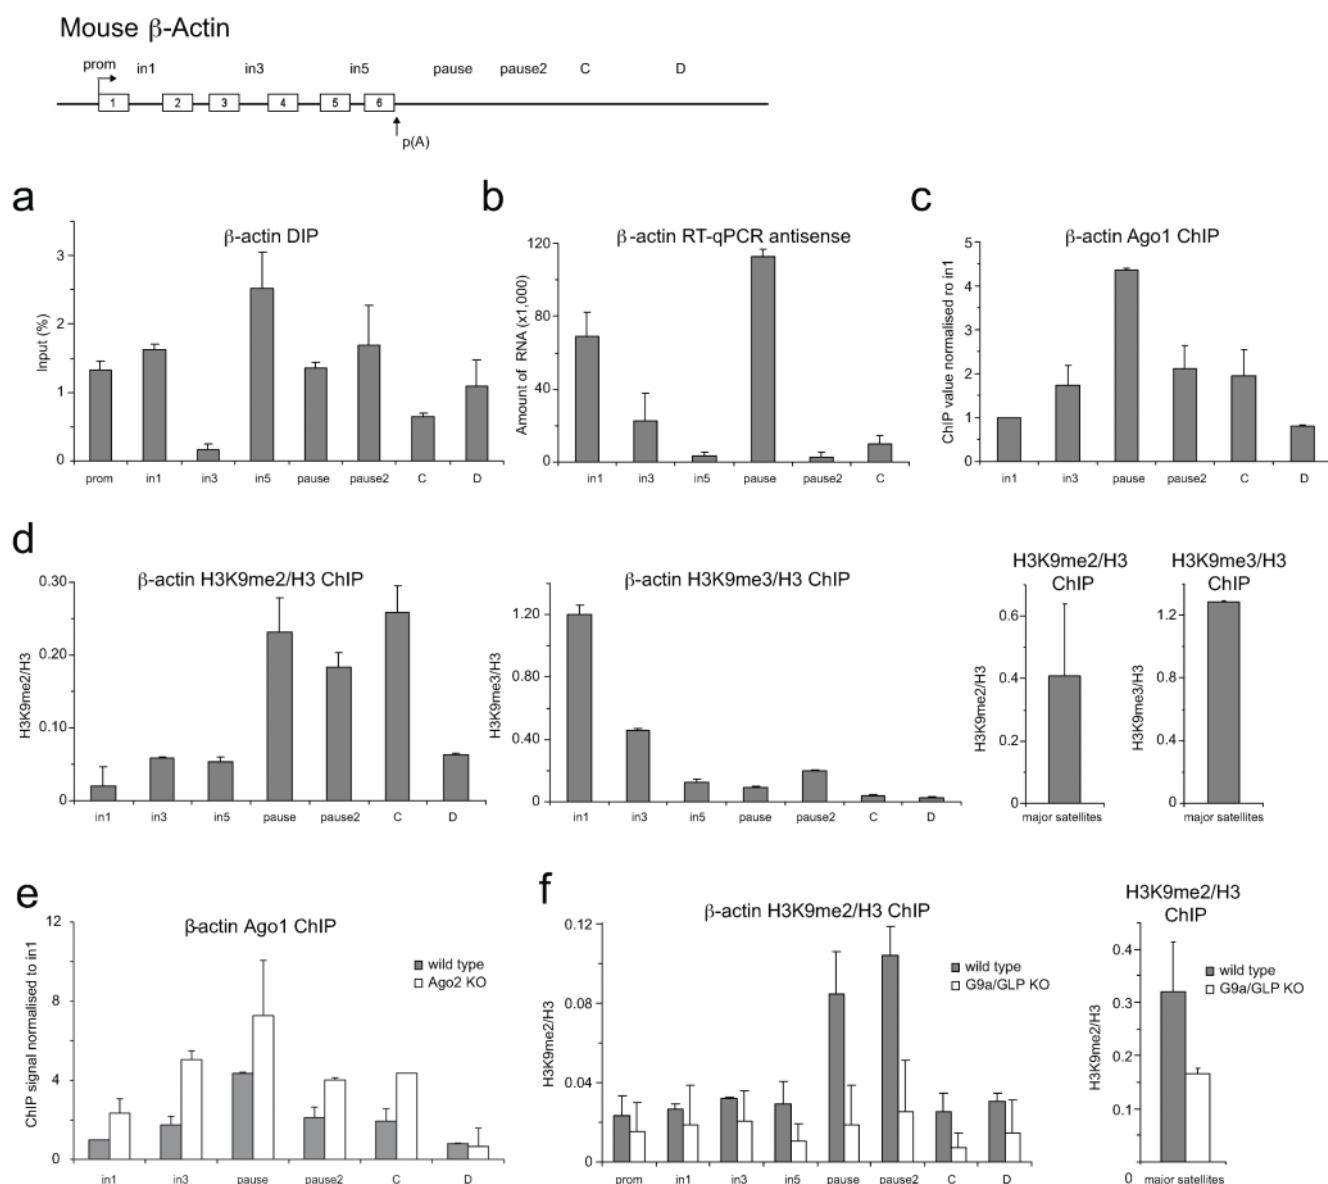 Mouse β-Actin
prom in1 in3 in5 pause pause2 C D
1 2 3 4 5 6
p(A)
a
β-actin DIP
Input (%)
3
2
1
0
prom in1 in3 in5 pause pause2 C D
b
β-actin RT-qPCR antisense
Amount of RNA (x1,000)
120
80
40
0
in1 in3 in5 pause pause2 C
c
β-actin Ago1 ChIP
ChIP value normalised ro in1
5
4
3
2
1
0
in1 in3 pause pause2 C D
d
β-actin H3K9me2/H3 ChIP
H3K9me2/H3
0.30
0.20
0.10
0
in1 in3 in5 pause pause2 C D
β-actin H3K9me3/H3 ChIP
H3K9me3/H3
1.20
0.80
0.40
0
in1 in3 in5 pause pause2 C D
H3K9me2/H3
ChIP
H3K9me2/H3
0.6
0.4
0.2
0
major satellites
H3K9me3/H3
ChIP
H3K9me3/H3
1.2
0.8
0.4
0
major satellites
e
β-actin Ago1 ChIP
ChIP signal normalised to in1
12
8
4
0
wild type
Ago2 KO
in1 in3 pause pause2 C D
f
β-actin H3K9me2/H3 ChIP
H3K9me2/H3
0.12
0.08
0.04
0
wild type
G9a/GLP KO
prom in1 in3 in5 pause pause2 C D
H3K9me2/H3
ChIP
H3K9me2/H3
0.4
0.3
0.2
0.1
0
wild type
G9a/GLP KO
major satellites